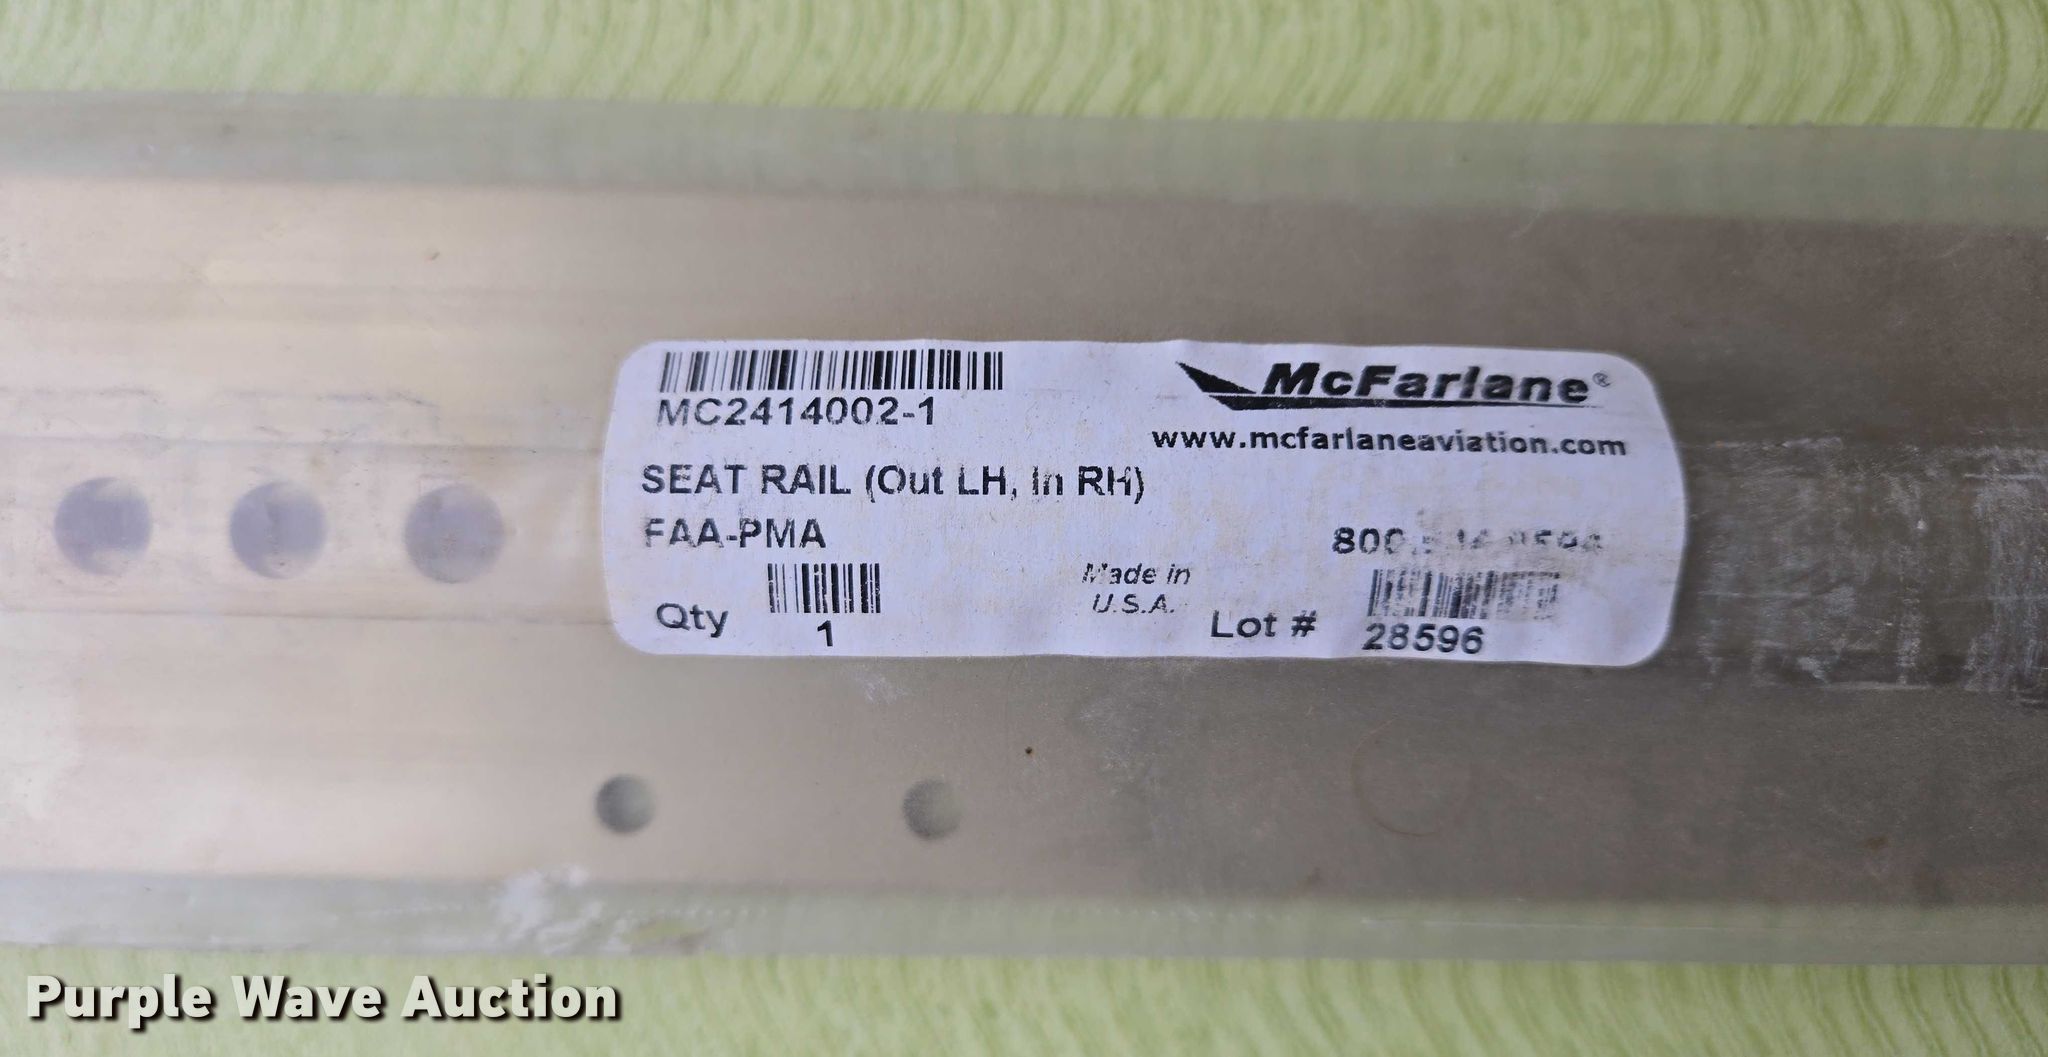 MC2414002-1
McFarlane®
www.mcfarlaneaviation.com
SEAT RAIL (Out LH, In RH)
FAA-PMA
Made in
U.S.A.
Qty
1
Lot #
28596
Purple Wave Auction